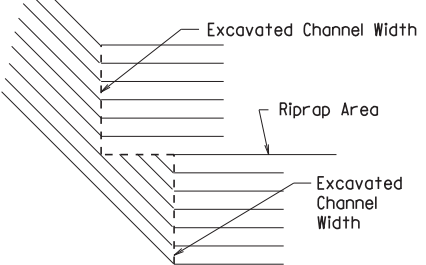 Excavated Channel Width
Riprap Area
Excavated
Channel
Width